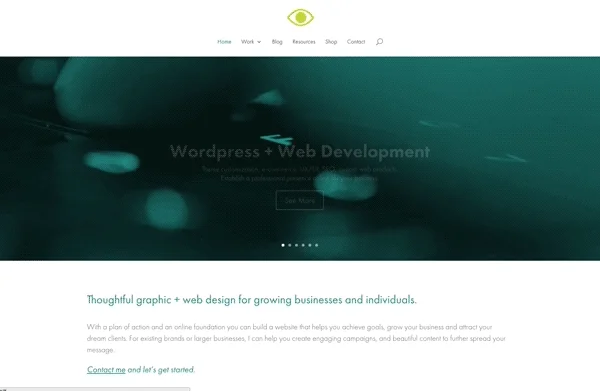 Home Work Blog Resources Shop Contact
Wordpress + Web Development
See More
Thoughtful graphic + web design for growing businesses and individuals.
With a plan of action and an online foundation you can build a website that helps you achieve goals, grow your business and attract your
dream clients. For existing brands or larger businesses, I can help you create engaging campaigns, and beautiful content to further spread your
message.
Contact me and let's get started.